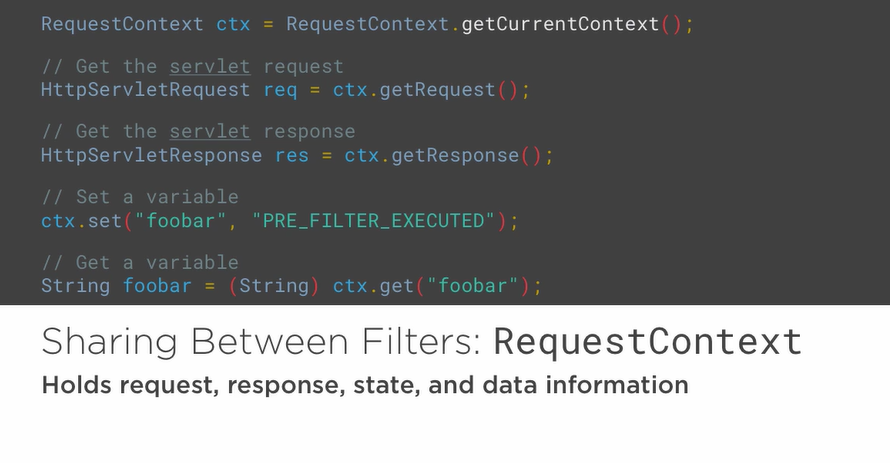 RequestContext ctx = RequestContext.getCurrentContext();
// Get the servlet request
HttpServletRequest req = ctx.getRequest();
// Get the servlet response
HttpServletResponse res = ctx.getResponse();
// Set a variable
ctx.set("foobar", "PRE_FILTER_EXECUTED");
// Get a variable
String foobar = (String) ctx.get("foobar");
Sharing Between Filters: RequestContext
Holds request, response, state, and data information